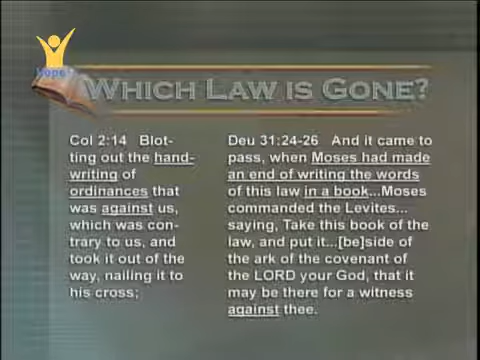 Hope
WHICH LAW IS GONE?
Col 2:14 Blot-
ting out the hand-
writing of
ordinances that
was against us,
which was con-
trary to us, and
took it out of the
way, nailing it to
his cross;
Deu 31:24-26 And it came to
pass, when Moses had made
an end of writing the words
of this law in a book...Moses
commanded the Levites...
saying, Take this book of the
law, and put it...[be]side of
the ark of the covenant of
the LORD your God, that it
may be there for a witness
against thee.